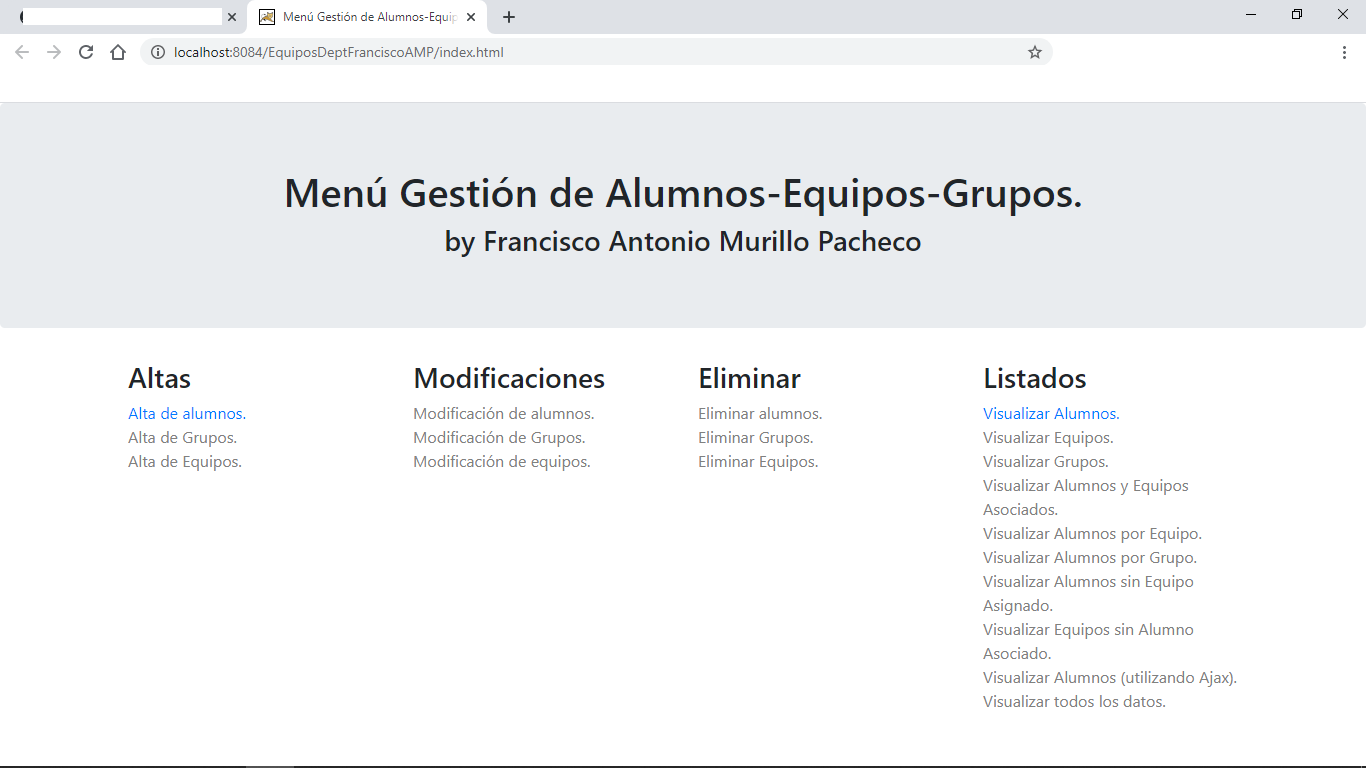 Menú Gestión de Alumnos-Equip
localhost:8084/EquiposDeptFranciscoAMP/index.html
Menú Gestión de Alumnos-Equipos-Grupos.
by Francisco Antonio Murillo Pacheco
Altas
Alta de alumnos.
Alta de Grupos.
Alta de Equipos.
Modificaciones
Modificación de alumnos.
Modificación de Grupos.
Modificación de equipos.
Eliminar
Eliminar alumnos.
Eliminar Grupos.
Eliminar Equipos.
Listados
Visualizar Alumnos.
Visualizar Equipos.
Visualizar Grupos.
Visualizar Alumnos y Equipos
Asociados.
Visualizar Alumnos por Equipo.
Visualizar Alumnos por Grupo.
Visualizar Alumnos sin Equipo
Asignado.
Visualizar Equipos sin Alumno
Asociado.
Visualizar Alumnos (utilizando Ajax).
Visualizar todos los datos.